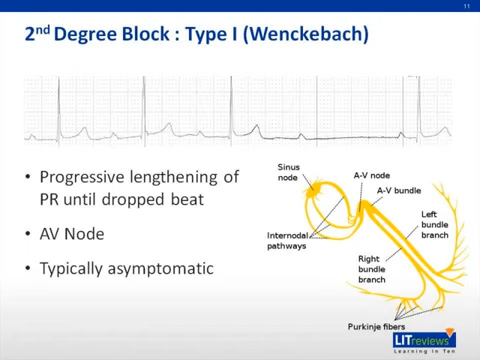 11
2nd Degree Block : Type I (Wenckebach)
• Progressive lengthening of
PR until dropped beat
• AV Node
• Typically asymptomatic
Sinus
node
A-V node
A-V bundle
Left
bundle
branch
Internodal
pathways
Right
bundle
branch
Purkinje fibers
LITreviews
Learning In Ten